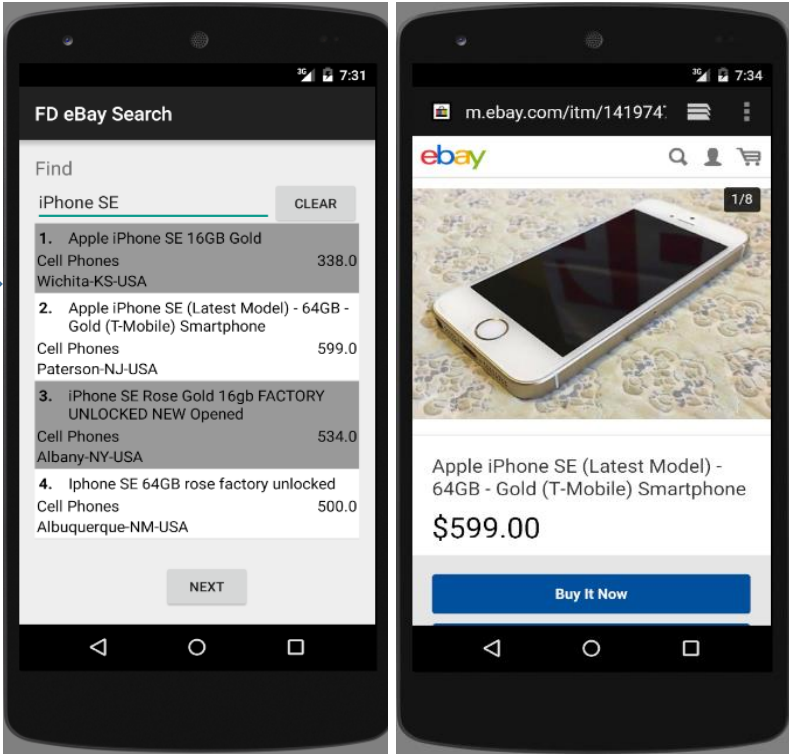 3G 7:31
FD eBay Search
Find
iPhone SE CLEAR
1. Apple iPhone SE 16GB Gold
Cell Phones 338.0
Wichita-KS-USA
2. Apple iPhone SE (Latest Model) - 64GB -
Gold (T-Mobile) Smartphone
Cell Phones 599.0
Paterson-NJ-USA
3. iPhone SE Rose Gold 16gb FACTORY
UNLOCKED NEW Opened
Cell Phones 534.0
Albany-NY-USA
4. Iphone SE 64GB rose factory unlocked
Cell Phones 500.0
Albuquerque-NM-USA
NEXT
3G 7:34
m.ebay.com/itm/141974
ebay
1/8
Apple iPhone SE (Latest Model) -
64GB - Gold (T-Mobile) Smartphone
$599.00
Buy It Now